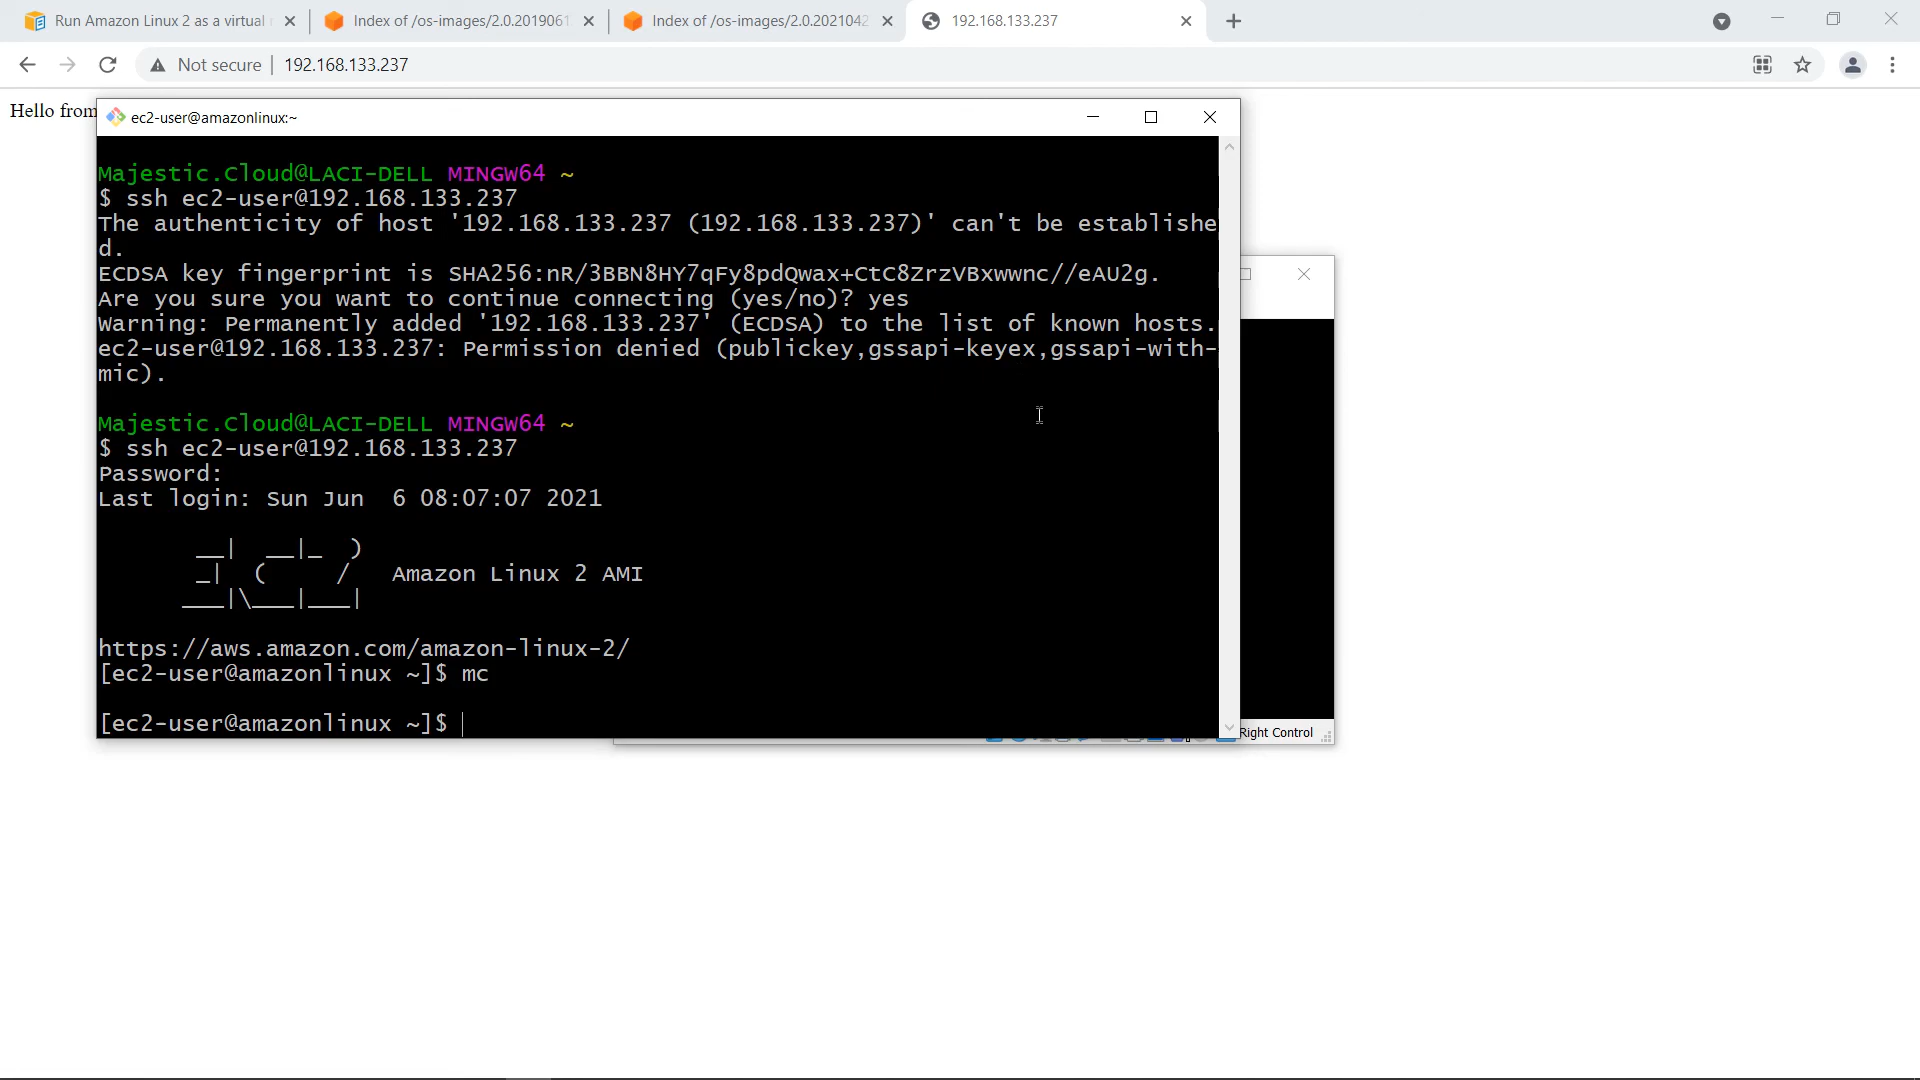 Run Amazon Linux 2 as a virtual
Index of /os-images/2.0.201906
Index of /os-images/2.0.2021042
192.168.133.237
Not secure
192.168.133.237
Hello from
ec2-user@amazonlinux:~
Majestic.Cloud@LACI-DELL MINGW64 ~
$ ssh ec2-user@192.168.133.237
The authenticity of host '192.168.133.237 (192.168.133.237)' can't be establishe
d.
ECDSA key fingerprint is SHA256:nR/3BBN8HY7qFy8pdQwax+CtC8ZrzVBxwwnc//eAU2g.
Are you sure you want to continue connecting (yes/no)? yes
Warning: Permanently added '192.168.133.237' (ECDSA) to the list of known hosts.
ec2-user@192.168.133.237: Permission denied (publickey,gssapi-keyex,gssapi-with-
mic).
Majestic.Cloud@LACI-DELL MINGW64 ~
$ ssh ec2-user@192.168.133.237
Password:
Last login: Sun Jun  6 08:07:07 2021
__|  __|_  )
_|  (     /   Amazon Linux 2 AMI
___|\___|___|
https://aws.amazon.com/amazon-linux-2/
[ec2-user@amazonlinux ~]$ mc
[ec2-user@amazonlinux ~]$
Right Control